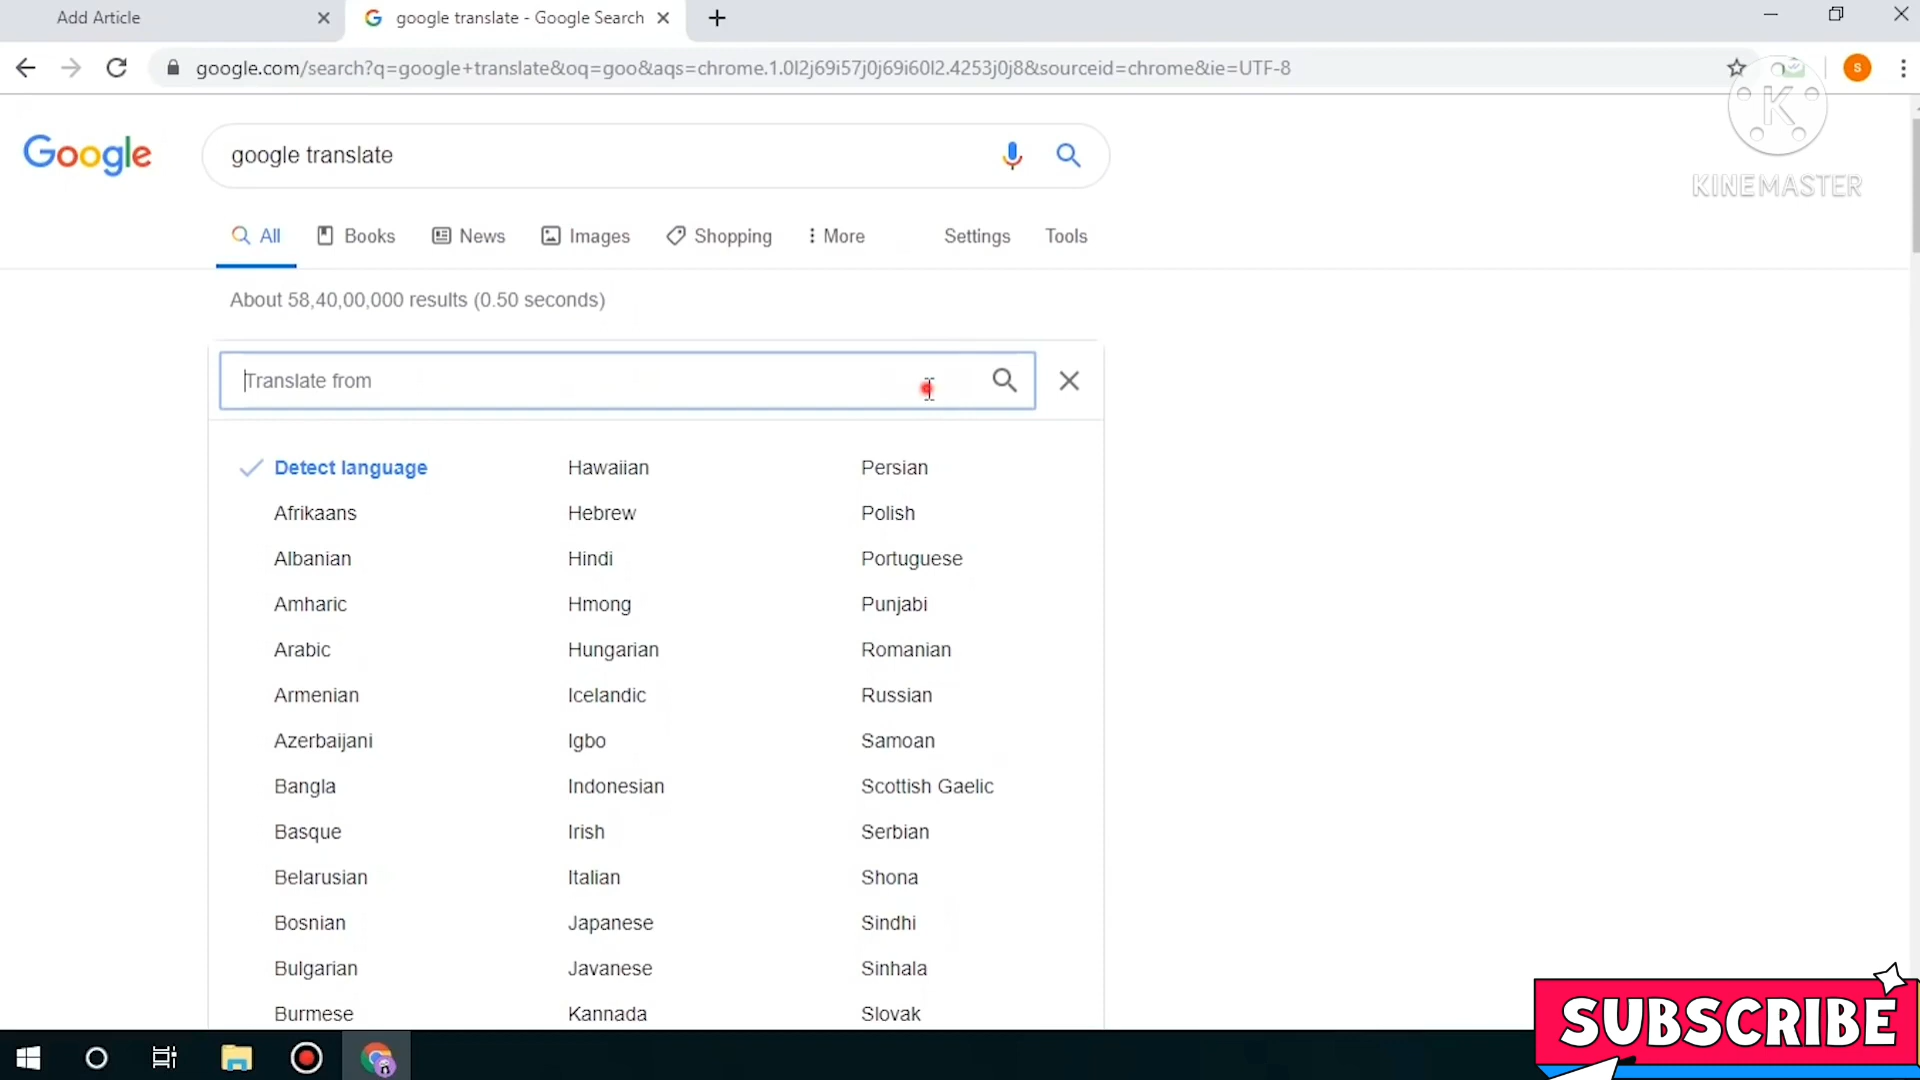 Add Article
google translate - Google Search
google.com/search?q=google+translate&oq=goo&aqs=chrome.1.0l2j69i57j0j69i60l2.4253j0j8&sourceid=chrome&ie=UTF-8
S
K
KINEMASTER
Google
google translate
All Books News Images Shopping More Settings Tools
About 58,40,00,000 results (0.50 seconds)
Translate from
Detect language Hawaiian Persian
Afrikaans Hebrew Polish
Albanian Hindi Portuguese
Amharic Hmong Punjabi
Arabic Hungarian Romanian
Armenian Icelandic Russian
Azerbaijani Igbo Samoan
Bangla Indonesian Scottish Gaelic
Basque Irish Serbian
Belarusian Italian Shona
Bosnian Japanese Sindhi
Bulgarian Javanese Sinhala
Burmese Kannada Slovak
SUBSCRIBE